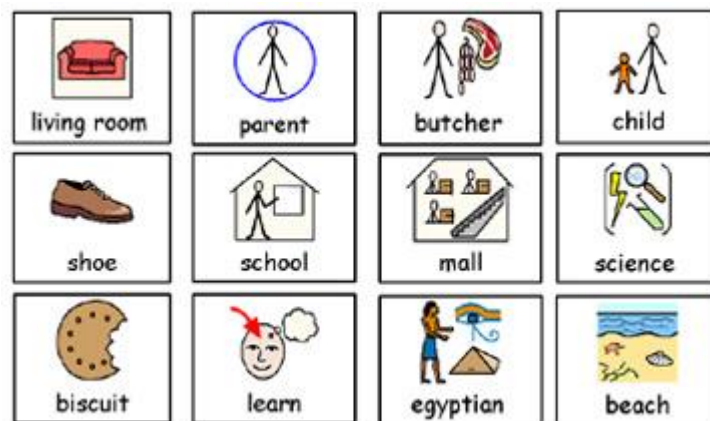 living room parent butcher child
shoe school mall science
biscuit learn egyptian beach